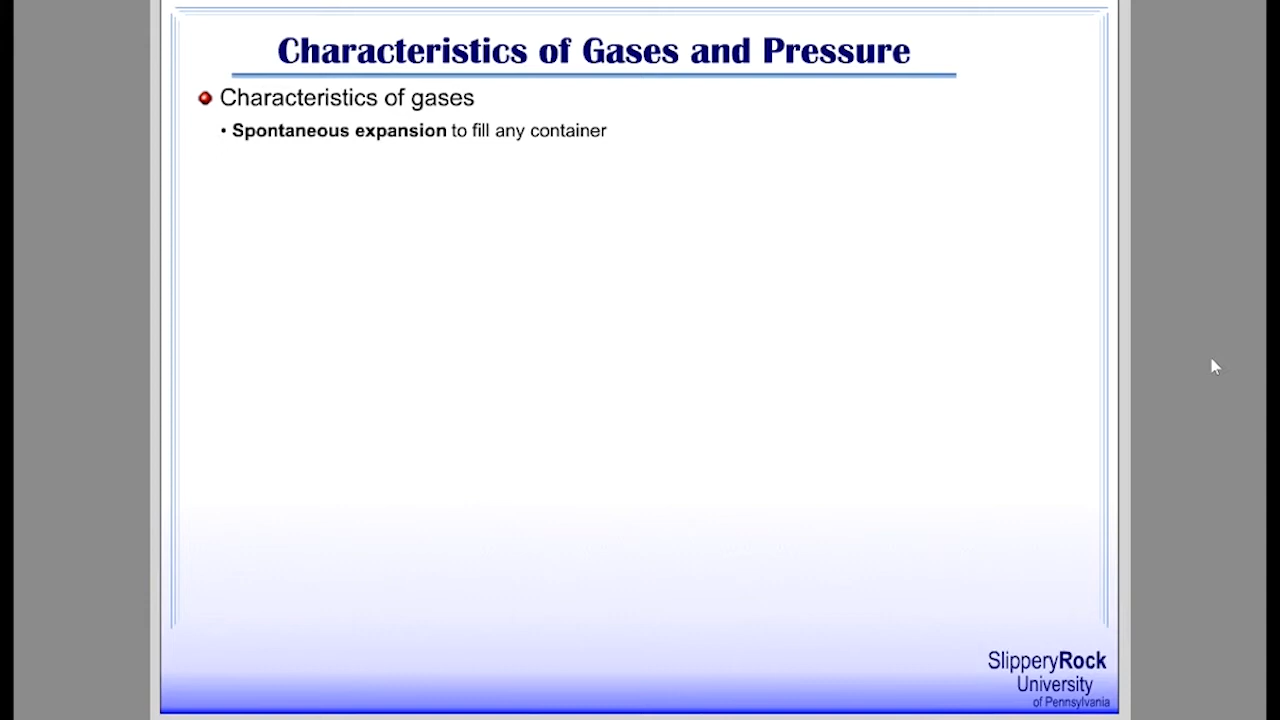 Characteristics of Gases and Pressure
Characteristics of gases
• Spontaneous expansion to fill any container
SlipperyRock
University
of Pennsylvania